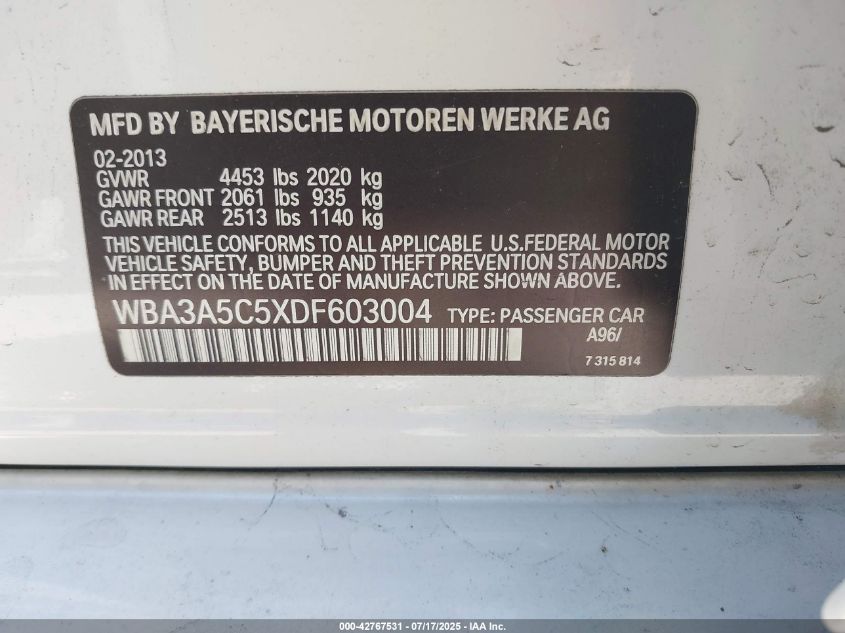 MFD BY BAYERISCHE MOTOREN WERKE AG
02-2013
GVWR 4453 lbs 2020 kg
GAWR FRONT 2061 lbs 935 kg
GAWR REAR 2513 lbs 1140 kg
THIS VEHICLE CONFORMS TO ALL APPLICABLE U.S.FEDERAL MOTOR
VEHICLE SAFETY, BUMPER AND THEFT PREVENTION STANDARDS
IN EFFECT ON THE DATE OF MANUFACTURE SHOWN ABOVE.
WBA3A5C5XDF603004 TYPE: PASSENGER CAR
A96/
7 315 814
000-42767531 - 07/17/2025 - IAA Inc.